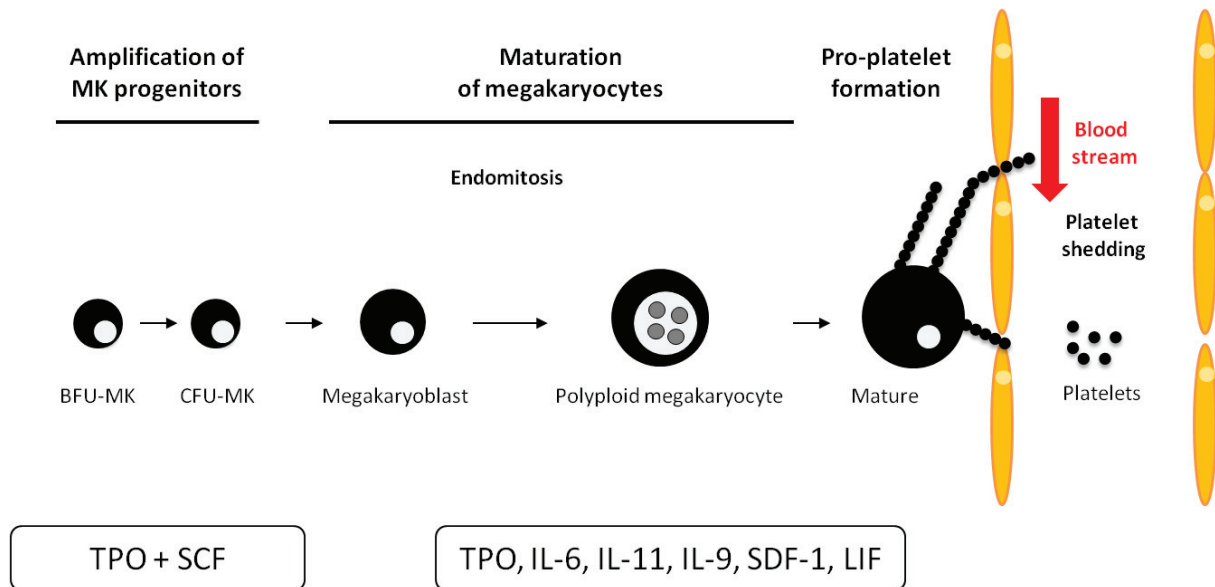 Amplification of
MK progenitors
Maturation
of megakaryocytes
Pro-platelet
formation
Blood
stream
Endomitosis
Platelet
shedding
BFU-MK
CFU-MK
Megakaryoblast
Polyploid megakaryocyte
Mature
Platelets
TPO + SCF
TPO, IL-6, IL-11, IL-9, SDF-1, LIF